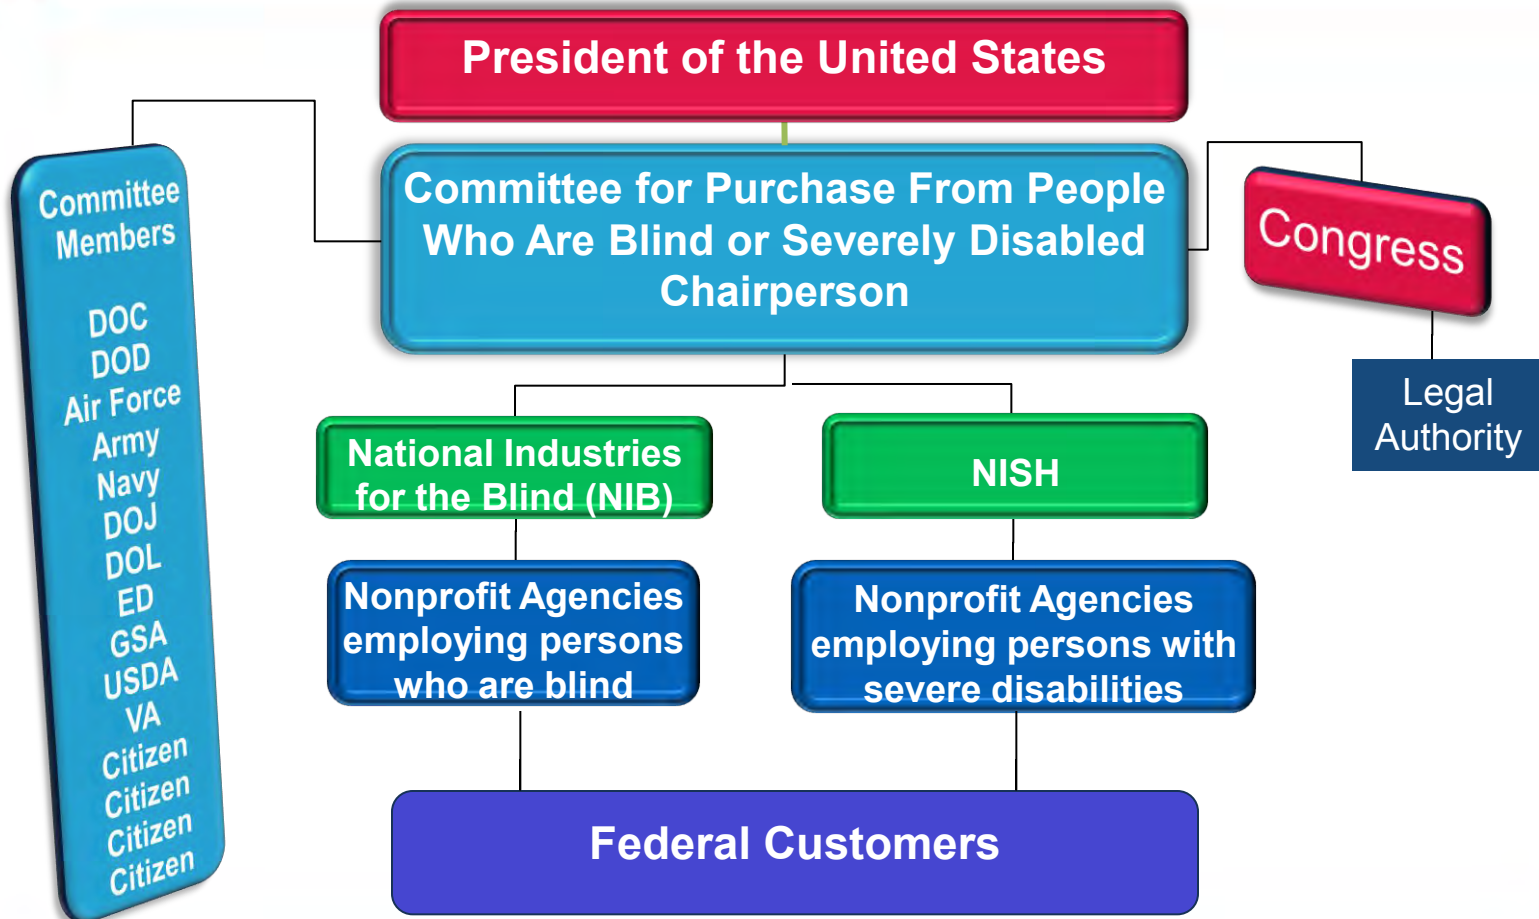 President of the United States
Committee for Purchase From People
Who Are Blind or Severely Disabled
Chairperson
Committee
Members
DOC
DOD
Air Force
Army
Navy
DOJ
DOL
ED
GSA
USDA
VA
Citizen
Citizen
Citizen
Citizen
Congress
Legal
Authority
National Industries
for the Blind (NIB)
NISH
Nonprofit Agencies
employing persons
who are blind
Nonprofit Agencies
employing persons with
severe disabilities
Federal Customers